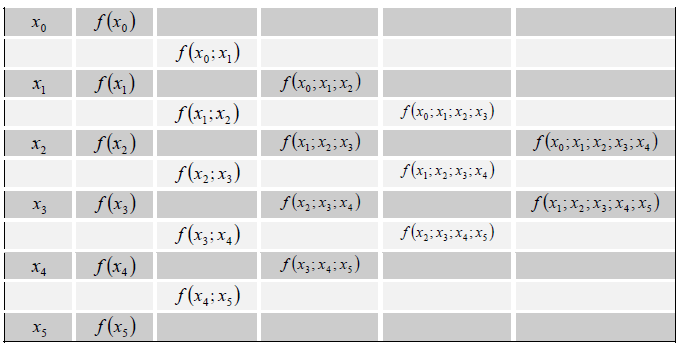 x₀ f(x₀)
f(x₀;x₁)
x₁ f(x₁) f(x₀;x₁;x₂)
f(x₁;x₂) f(x₀;x₁;x₂;x₃)
x₂ f(x₂) f(x₁;x₂;x₃) f(x₀;x₁;x₂;x₃;x₄)
f(x₂;x₃) f(x₁;x₂;x₃;x₄)
x₃ f(x₃) f(x₂;x₃;x₄) f(x₁;x₂;x₃;x₄;x₅)
f(x₃;x₄) f(x₂;x₃;x₄;x₅)
x₄ f(x₄) f(x₃;x₄;x₅)
f(x₄;x₅)
x₅ f(x₅)